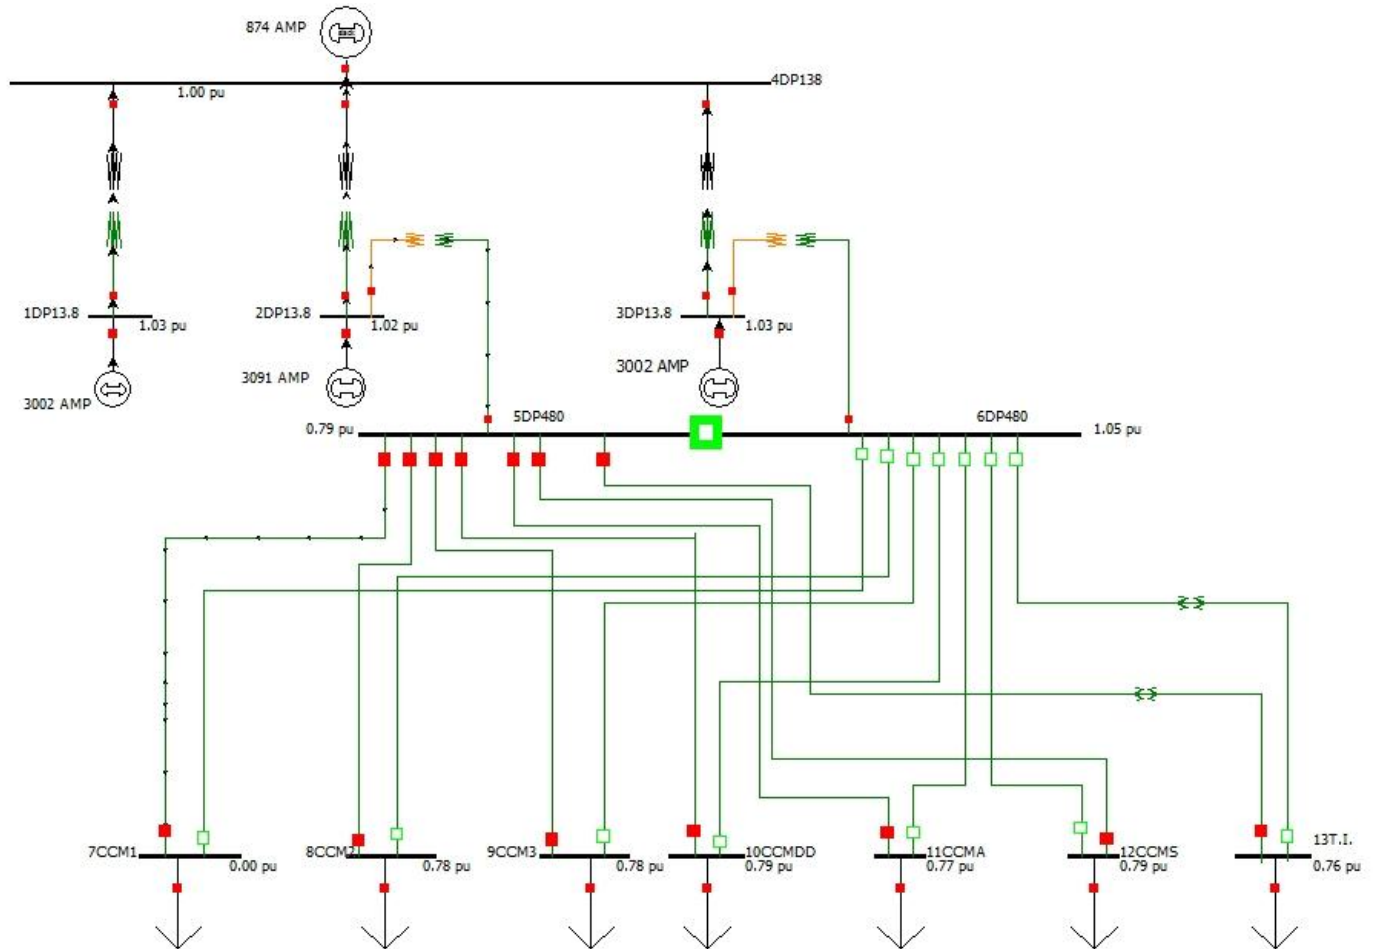 874 AMP
4DP138
1.00 pu
1DP13.8
1.03 pu
2DP13.8
1.02 pu
3DP13.8
1.03 pu
3002 AMP
3091 AMP
3002 AMP
0.79 pu
5DP480
6DP480
1.05 pu
7CCM1
0.00 pu
8CCM2
0.78 pu
9CCM3
0.78 pu
10CCMDD
0.79 pu
11CCMA
0.77 pu
12CCMS
0.79 pu
13T.I.
0.76 pu